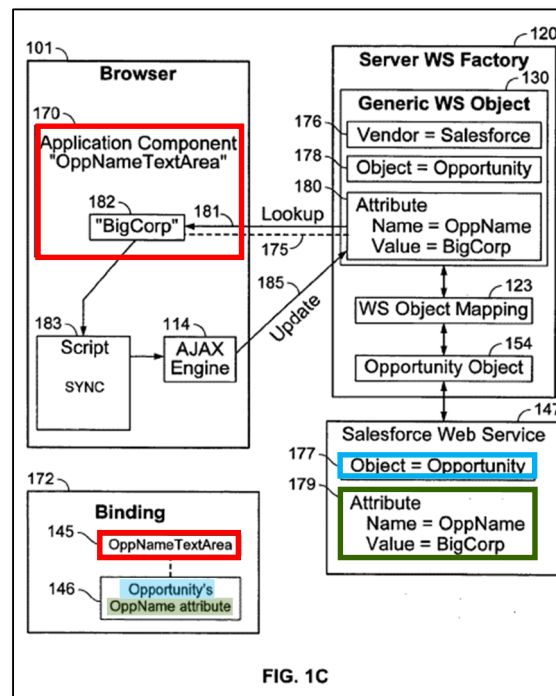 101
Browser
170
Application Component
"OppNameTextArea"
182
"BigCorp"
181
Lookup
175
185
Update
183
Script
SYNC
114
AJAX
Engine
120
Server WS Factory
130
Generic WS Object
176
Vendor = Salesforce
178
Object = Opportunity
180
Attribute
Name = OppName
Value = BigCorp
123
WS Object Mapping
154
Opportunity Object
147
Salesforce Web Service
177
Object = Opportunity
179
Attribute
Name = OppName
Value = BigCorp
172
Binding
145
OppNameTextArea
146
Opportunity's
OppName attribute
FIG. 1C